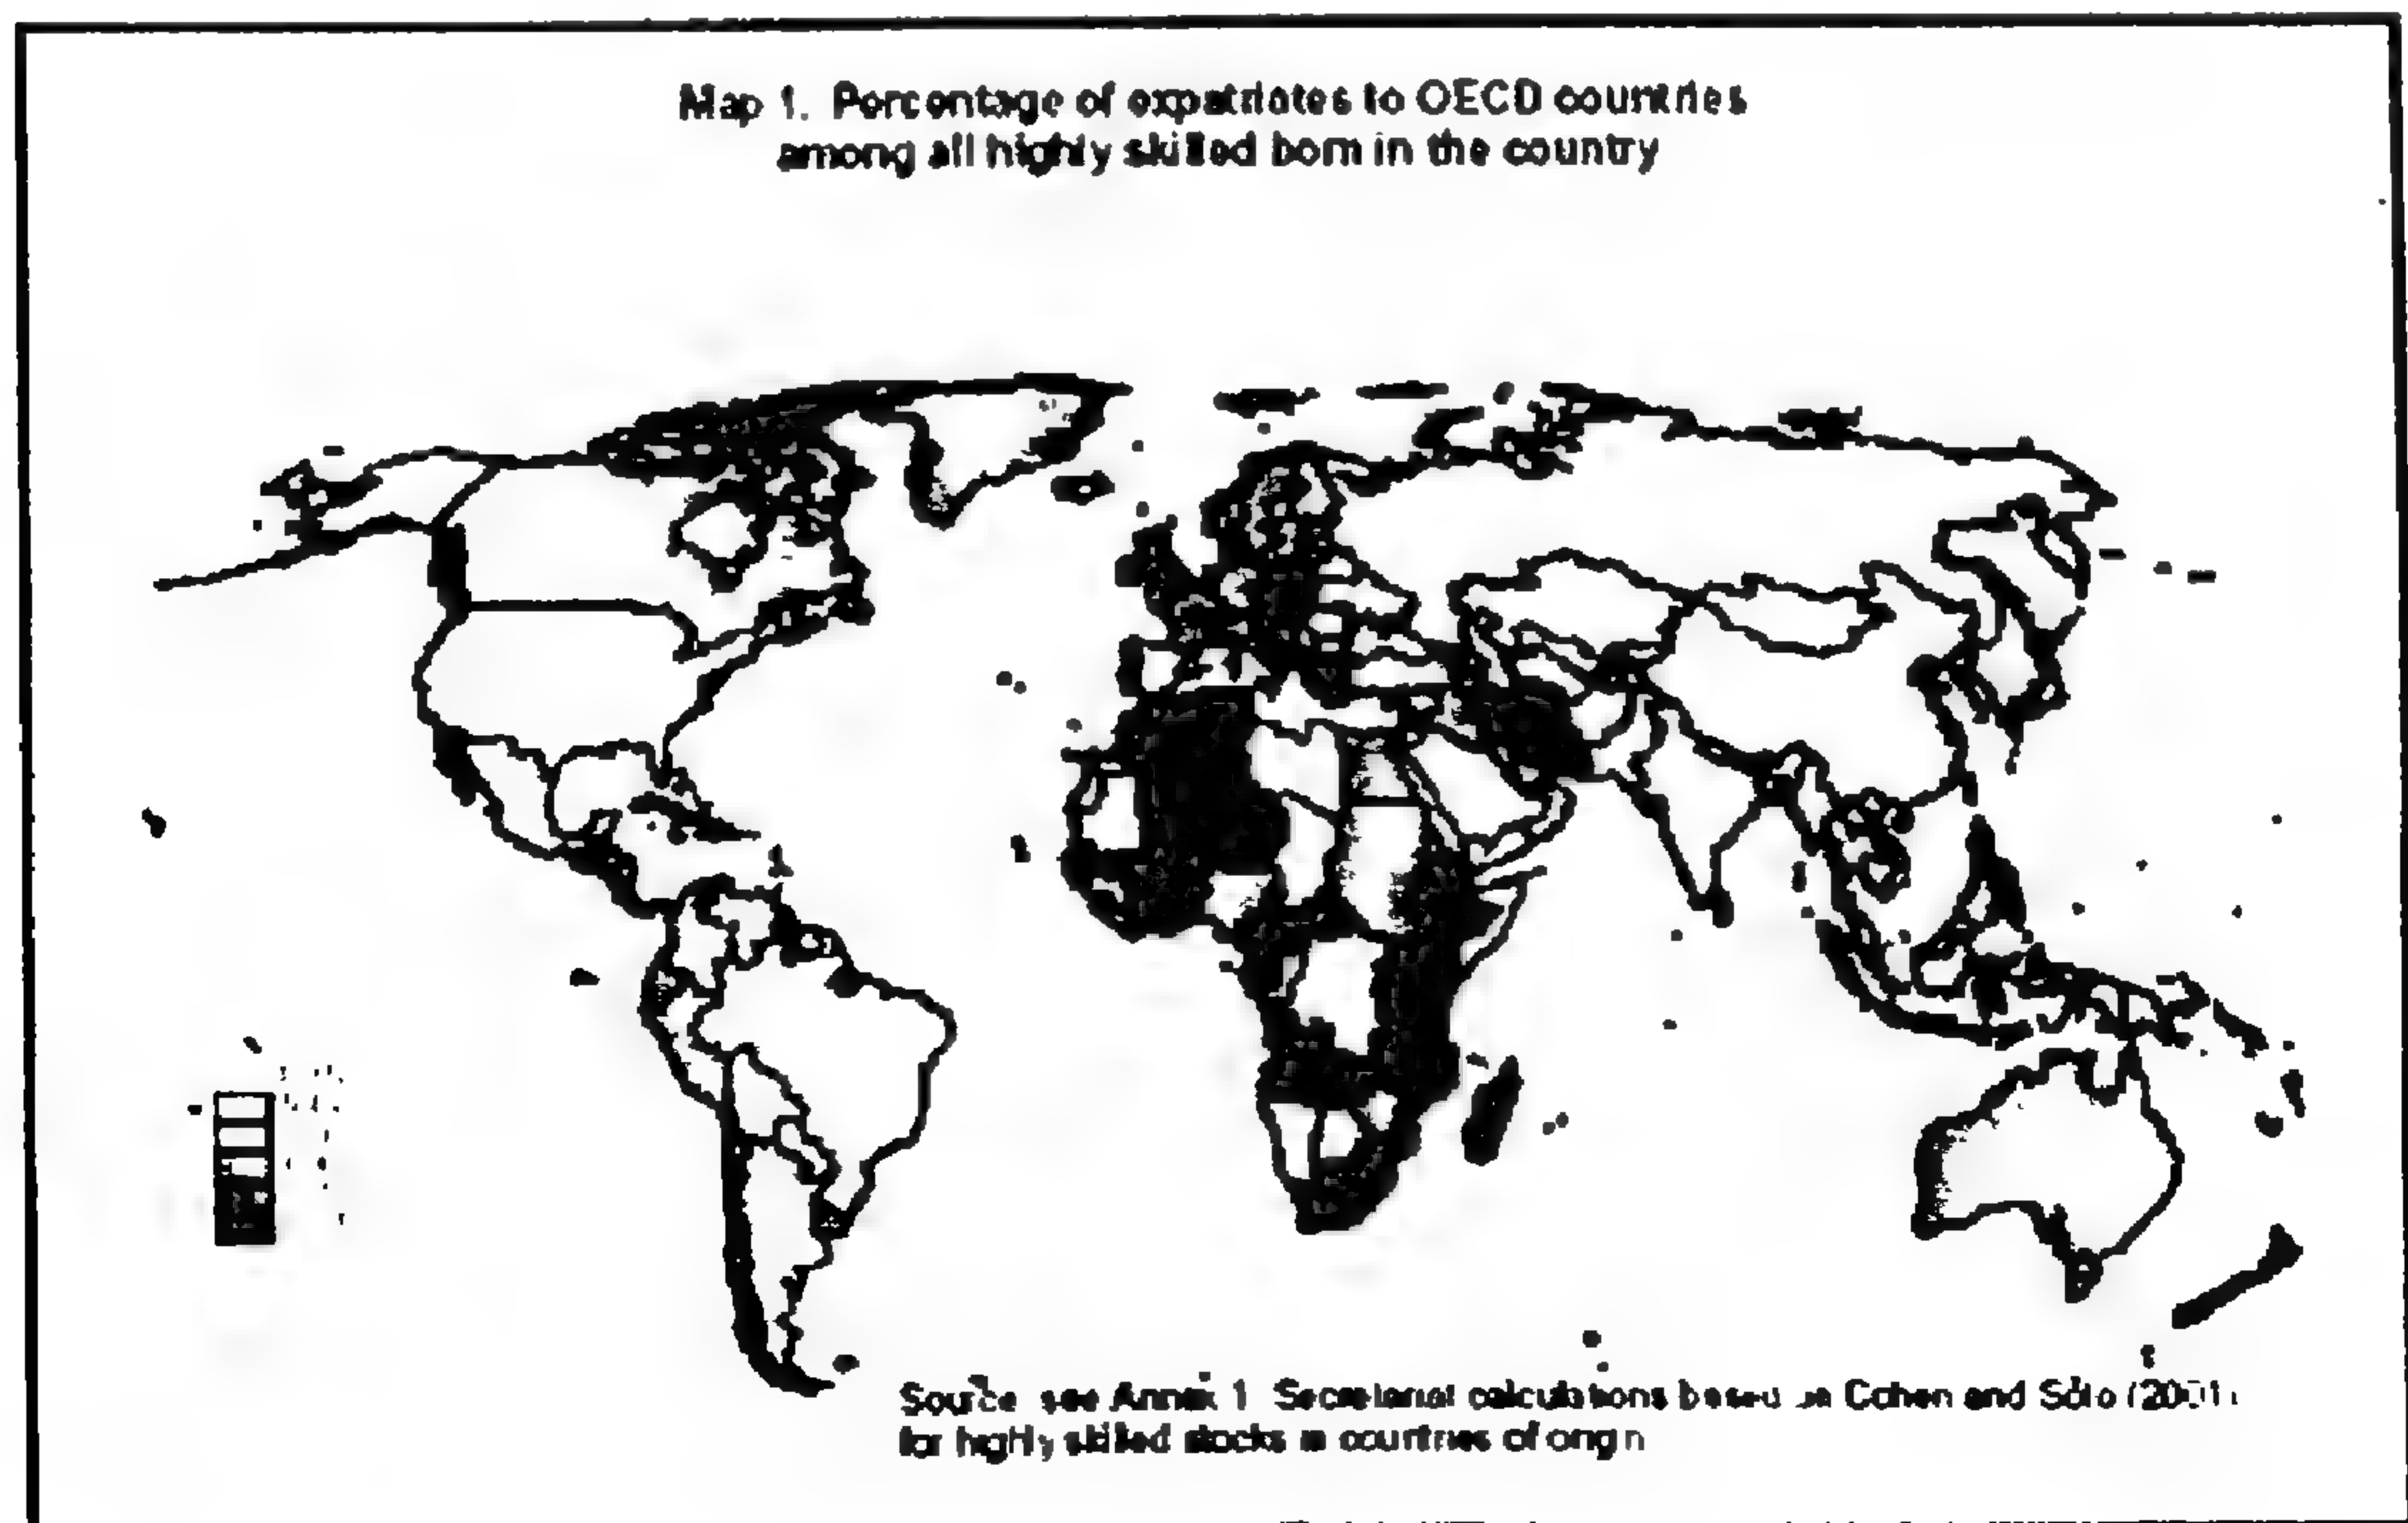 Map 1. Percentage of expatriates to OECD countries
among all highly skilled born in the country
Source see Annex 1 Secretariat calculations based on Cohen and Soto (2001)
for highly skilled stocks in countries of origin